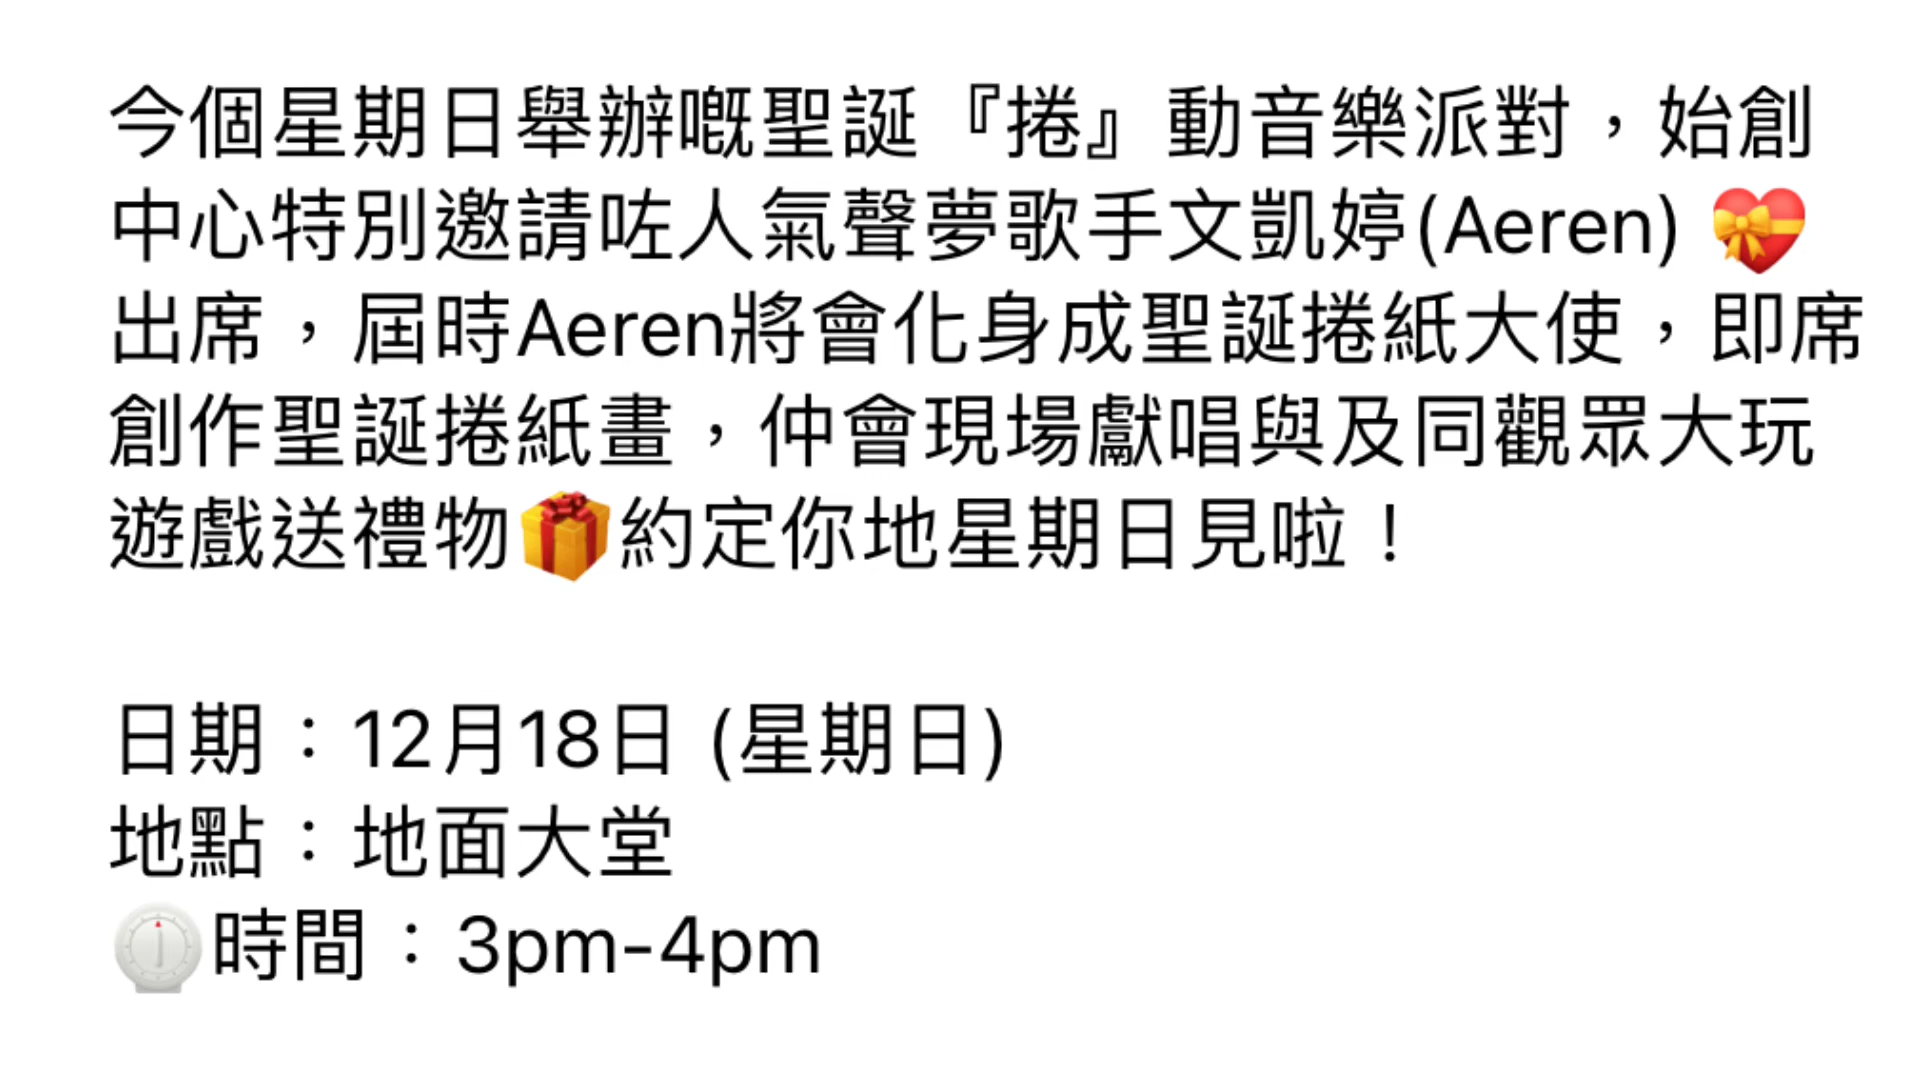 今個星期日舉辦嘅聖誕『捲』動音樂派對，始創
中心特別邀請咗人氣聲夢歌手文凱婷(Aeren) 💝
出席，屆時Aeren將會化身成聖誕捲紙大使，即席
創作聖誕捲紙畫，仲會現場獻唱與及同觀眾大玩
遊戲送禮物🎁約定你地星期日見啦！
日期：12月18日 (星期日)
地點：地面大堂
⏲時間：3pm-4pm